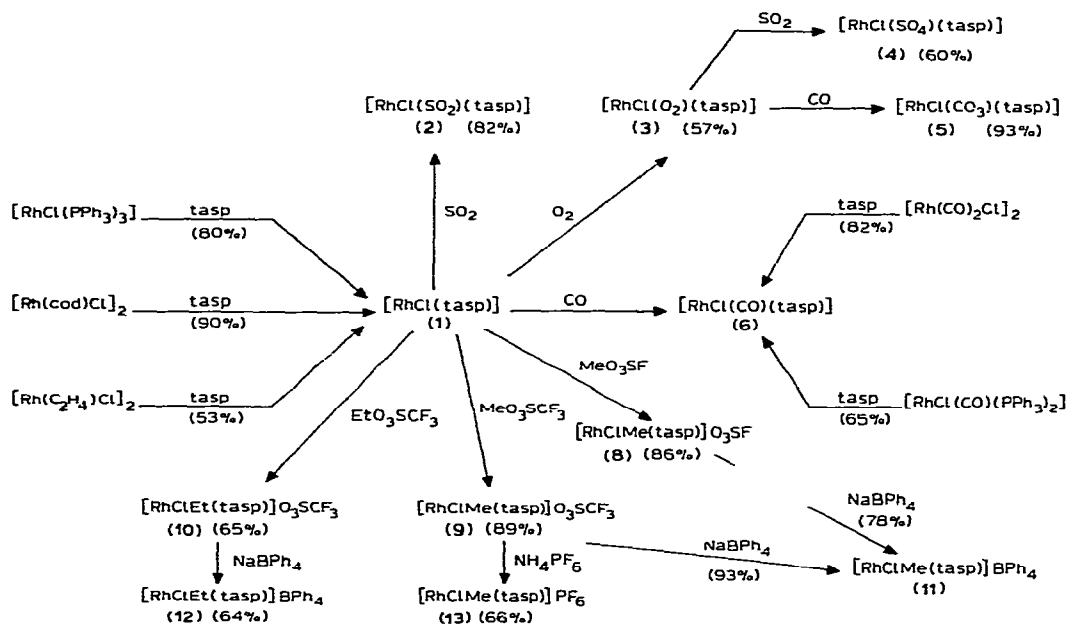 SO₂
[RhCl(SO₄)(tasp)]
(4) (60%)
[RhCl(SO₂)(tasp)]
(2) (82%)
[RhCl(O₂)(tasp)]
(3) (57%)
CO
[RhCl(CO₃)(tasp)]
(5) (93%)
[RhCl(PPh₃)₃]
tasp
(80%)
SO₂
O₂
tasp
(82%)
[Rh(CO)₂Cl]₂
[Rh(cod)Cl]₂
tasp
(90%)
[RhCl(tasp)]
(1)
CO
[RhCl(CO)(tasp)]
(6)
[Rh(C₂H₄)Cl]₂
tasp
(53%)
EtO₃SCF₃
MeO₃SCF₃
MeO₃SF
tasp
(65%)
[RhCl(CO)(PPh₃)₂]
[RhClMe(tasp)]O₃SF
(8) (86%)
[RhClEt(tasp)]O₃SCF₃
(10) (65%)
[RhClMe(tasp)]O₃SCF₃
(9) (89%)
NaBPh₄
(78%)
NaBPh₄
NH₄PF₆
NaBPh₄
(93%)
[RhClMe(tasp)]BPh₄
(11)
[RhClEt(tasp)]BPh₄
(12) (64%)
[RhClMe(tasp)]PF₆
(13) (66%)